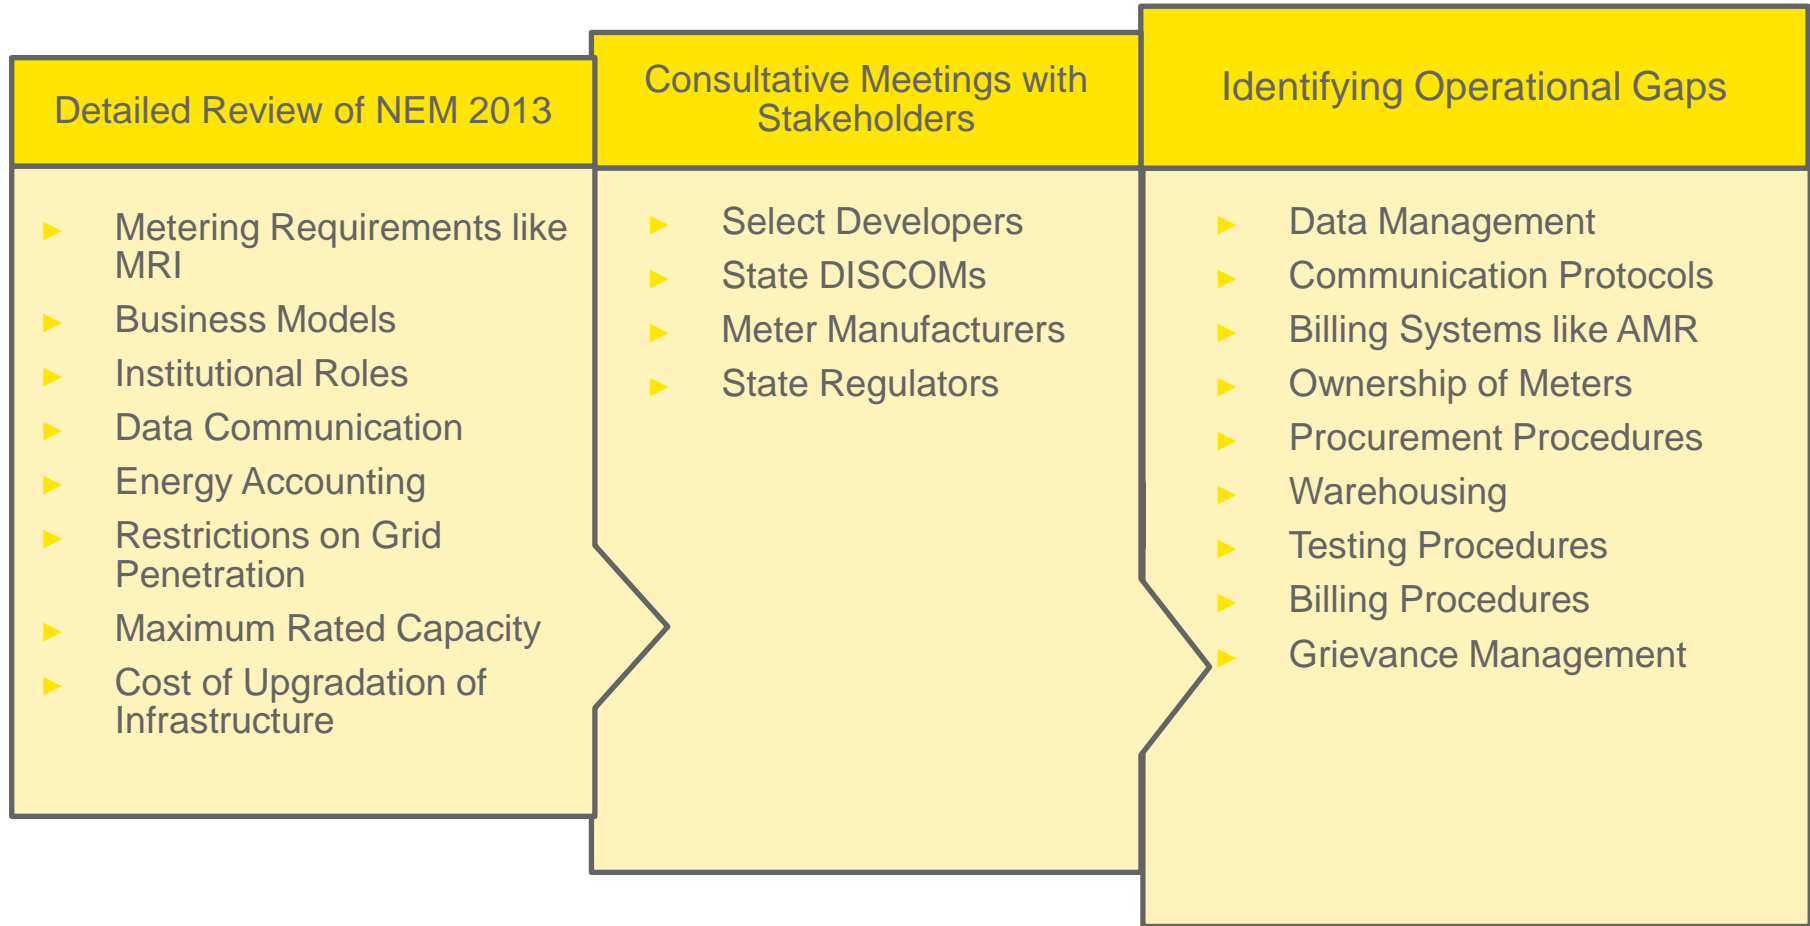 Detailed Review of NEM 2013
► Metering Requirements like
MRI
► Business Models
► Institutional Roles
► Data Communication
► Energy Accounting
► Restrictions on Grid
Penetration
► Maximum Rated Capacity
► Cost of Upgradation of
Infrastructure
Consultative Meetings with
Stakeholders
► Select Developers
► State DISCOMs
► Meter Manufacturers
► State Regulators
Identifying Operational Gaps
► Data Management
► Communication Protocols
► Billing Systems like AMR
► Ownership of Meters
► Procurement Procedures
► Warehousing
► Testing Procedures
► Billing Procedures
► Grievance Management